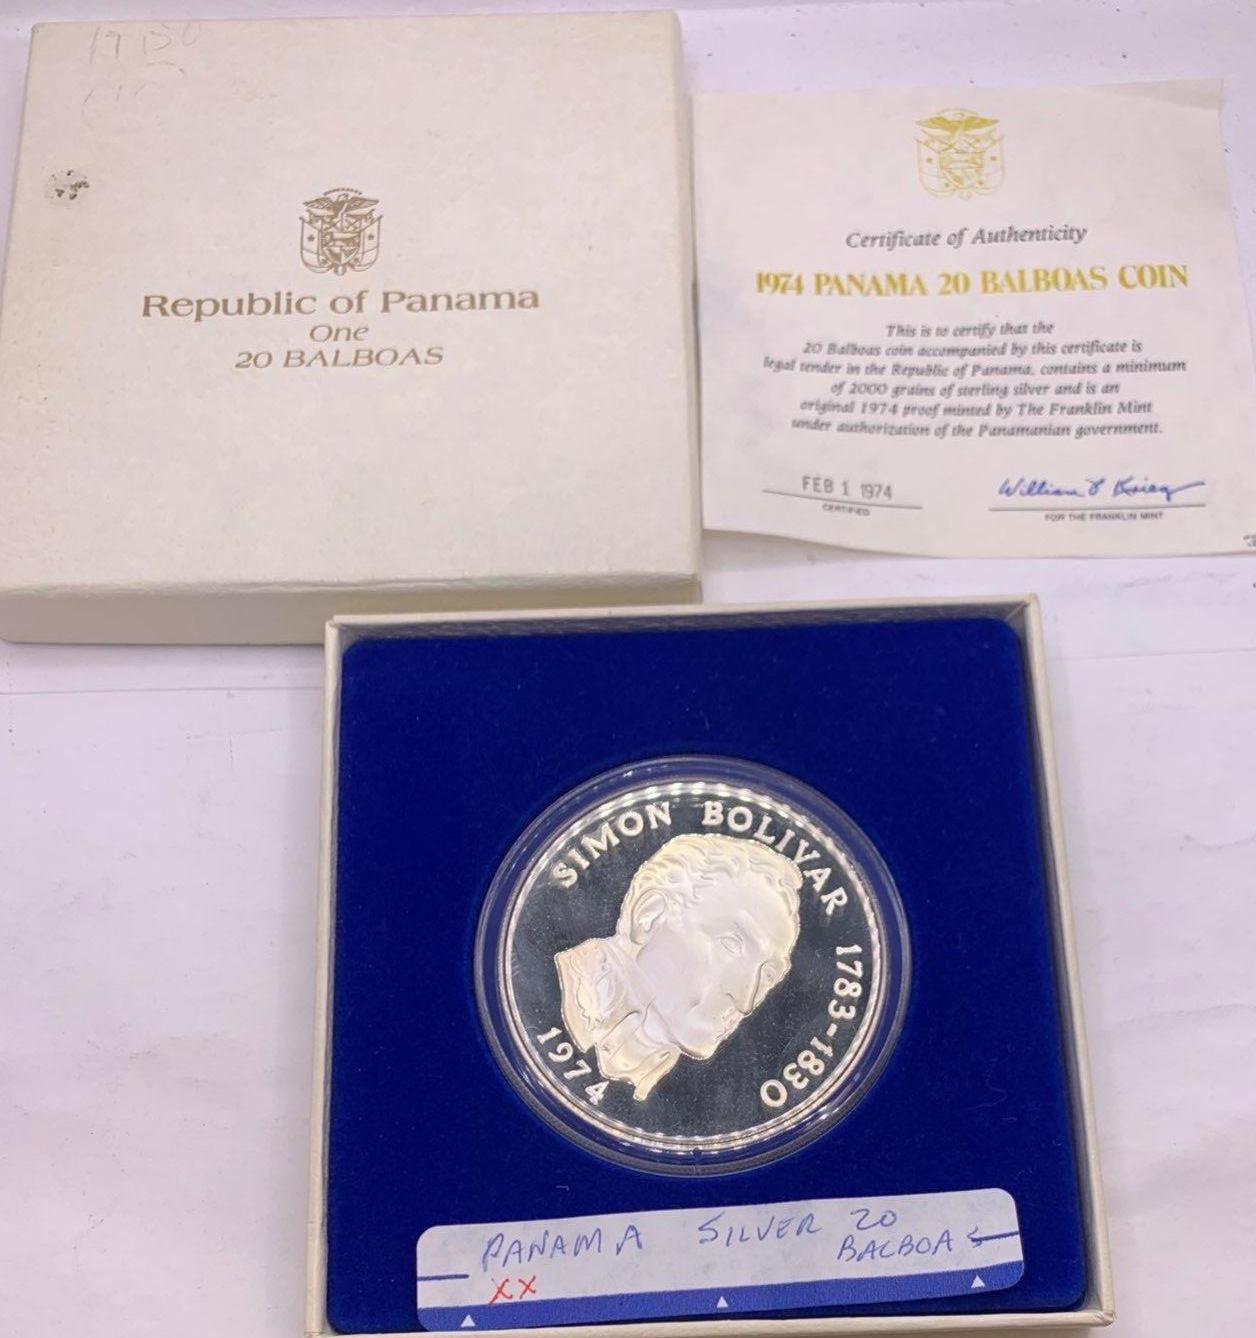 Republic of Panama
One
20 BALBOAS
Certificate of Authenticity
1974 PANAMA 20 BALBOAS COIN
This is to certify that the
20 Balboas coin accompanied by this certificate is
legal tender in the Republic of Panama, contains a minimum
of 2000 grains of sterling silver and is an
original 1974 proof minted by The Franklin Mint
under authorization of the Panamanian government.
FEB 1 1974
CERTIFIED
William
FOR THE FRANKLIN MINT
SIMON BOLIVAR 1783-1830
1974
PANAMA SILVER 20
BALBOAS
XX